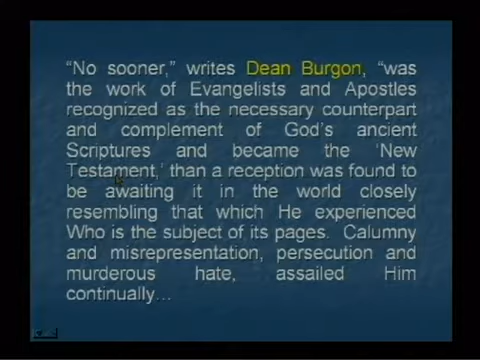 “No sooner,” writes Dean Burgon, “was
the work of Evangelists and Apostles
recognized as the necessary counterpart
and complement of God’s ancient
Scriptures and became the ‘New
Testament,’ than a reception was found to
be awaiting it in the world closely
resembling that which He experienced
Who is the subject of its pages. Calumny
and misrepresentation, persecution and
murderous hate, assailed Him
continually…